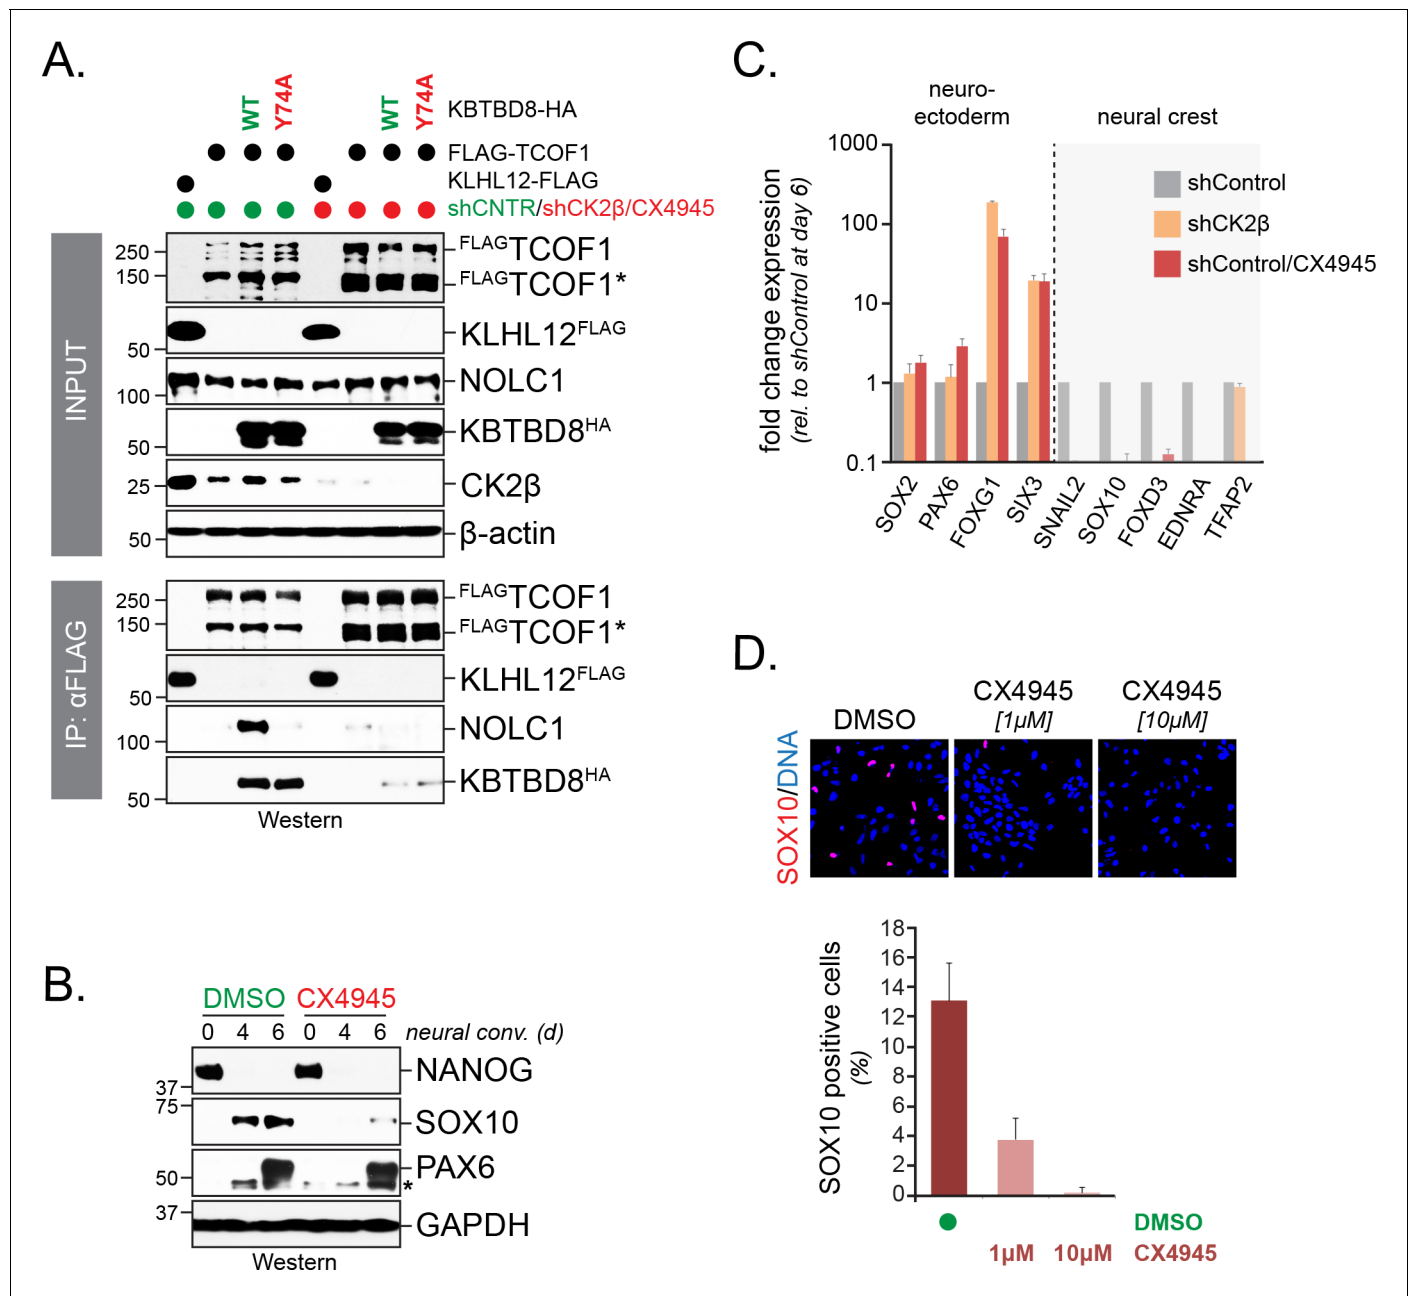 A.
WT
Y74A
WT
Y74A
KBTBD8-HA
FLAG-TCOF1
KLHL12-FLAG
shCNTR/shCK2β/CX4945
INPUT
250
150
FLAGTCOF1
FLAGTCOF1*
50
KLHL12FLAG
100
NOLC1
50
KBTBD8HA
25
CK2β
50
β-actin
IP: αFLAG
250
150
FLAGTCOF1
FLAGTCOF1*
50
KLHL12FLAG
100
NOLC1
50
KBTBD8HA
Western
B.
DMSO CX4945
0 4 6 0 4 6 neural conv. (d)
37
NANOG
75
SOX10
50
PAX6
*
37
GAPDH
Western
C.
neuro-
ectoderm
neural crest
fold change expression
(rel. to shControl at day 6)
1000
100
10
1
0.1
shControl
shCK2β
shControl/CX4945
SOX2
PAX6
FOXG1
SIX3
SNAIL2
SOX10
FOXD3
EDNRA
TFAP2
D.
DMSO
CX4945
[1µM]
CX4945
[10µM]
SOX10/DNA
SOX10 positive cells
(%)
18
16
14
12
10
8
6
4
2
0
DMSO
1µM 10µM CX4945